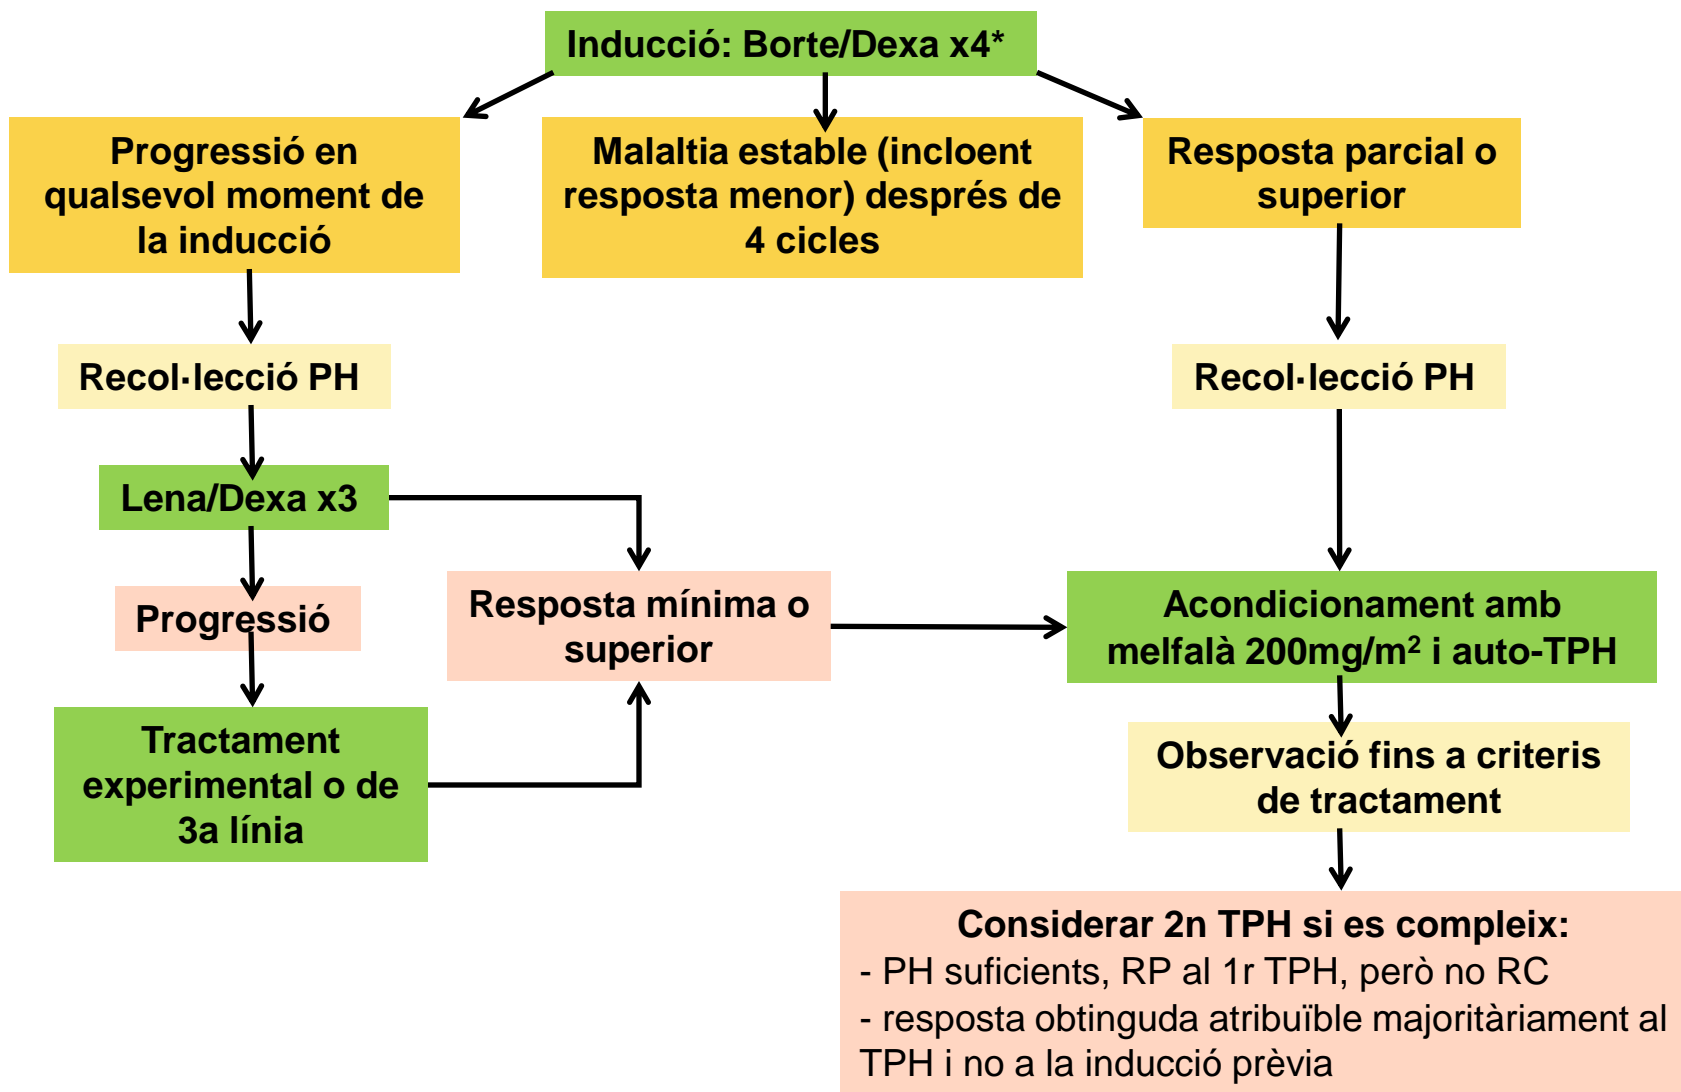 Inducció: Borte/Dexa x4*
Progressió en
qualsevol moment de
la inducció
Malaltia estable (incloent
resposta menor) després de
4 cicles
Resposta parcial o
superior
Recol·lecció PH
Recol·lecció PH
Lena/Dexa x3
Progressió
Resposta mínima o
superior
Acondicionament amb
melfalà 200mg/m² i auto-TPH
Tractament
experimental o de
3a línia
Observació fins a criteris
de tractament
Considerar 2n TPH si es compleix:
- PH suficients, RP al 1r TPH, però no RC
- resposta obtinguda atribuïble majoritàriament al
TPH i no a la inducció prèvia